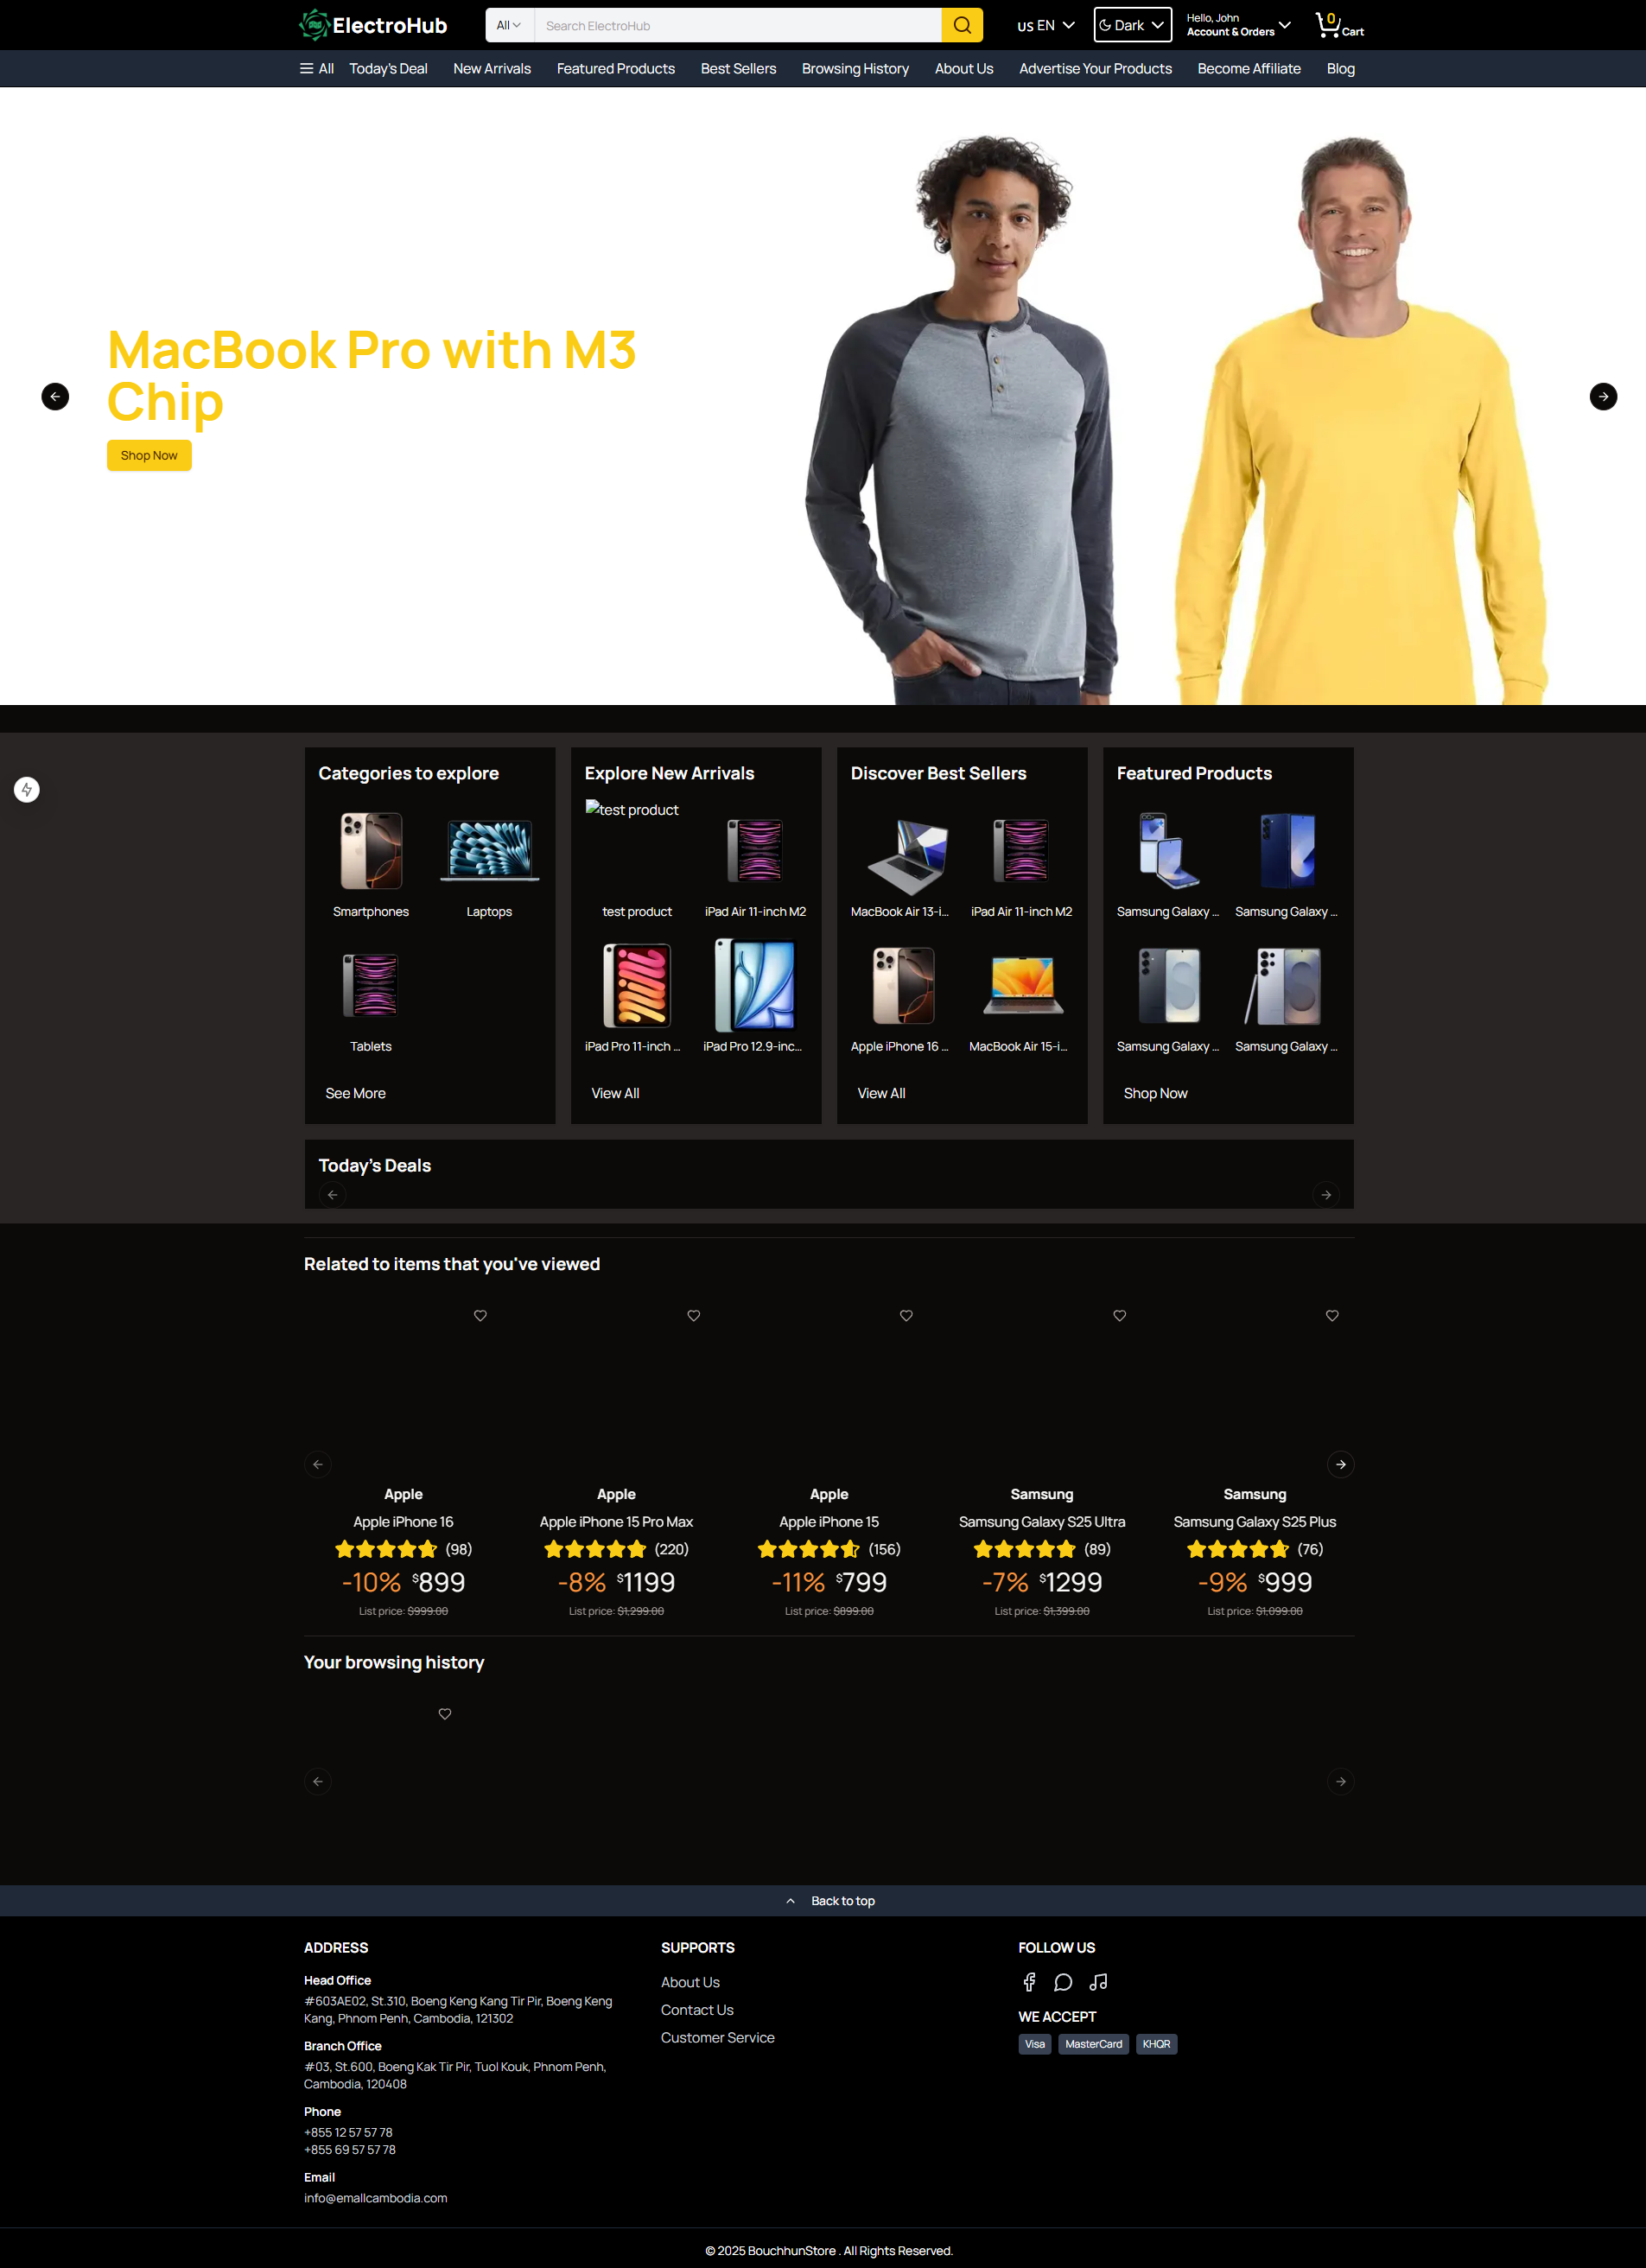 ElectroHub
All
Search ElectroHub
US EN
Dark
Hello, John
Account & Orders
0
Cart
All
Today's Deal
New Arrivals
Featured Products
Best Sellers
Browsing History
About Us
Advertise Your Products
Become Affiliate
Blog
MacBook Pro with M3
Chip
Shop Now
Categories to explore
Smartphones
Laptops
Tablets
See More
Explore New Arrivals
test product
test product
iPad Air 11-inch M2
iPad Pro 11-inch ...
iPad Pro 12.9-inc...
View All
Discover Best Sellers
MacBook Air 13-i...
iPad Air 11-inch M2
Apple iPhone 16 ...
MacBook Air 15-i...
View All
Featured Products
Samsung Galaxy ...
Samsung Galaxy ...
Samsung Galaxy ...
Samsung Galaxy ...
Shop Now
Today's Deals
Related to items that you've viewed
Apple
Apple iPhone 16
(98)
-10% $899
List price: $999.00
Apple
Apple iPhone 15 Pro Max
(220)
-8% $1199
List price: $1,299.00
Apple
Apple iPhone 15
(156)
-11% $799
List price: $899.00
Samsung
Samsung Galaxy S25 Ultra
(89)
-7% $1299
List price: $1,399.00
Samsung
Samsung Galaxy S25 Plus
(76)
-9% $999
List price: $1,099.00
Your browsing history
Back to top
ADDRESS
Head Office
#603AE02, St.310, Boeng Keng Kang Tir Pir, Boeng Keng
Kang, Phnom Penh, Cambodia, 121302
Branch Office
#03, St.600, Boeng Kak Tir Pir, Tuol Kouk, Phnom Penh,
Cambodia, 120408
Phone
+855 12 57 57 78
+855 69 57 57 78
Email
info@emallcambodia.com
SUPPORTS
About Us
Contact Us
Customer Service
FOLLOW US
WE ACCEPT
Visa
MasterCard
KHQR
© 2025 BouchhunStore . All Rights Reserved.